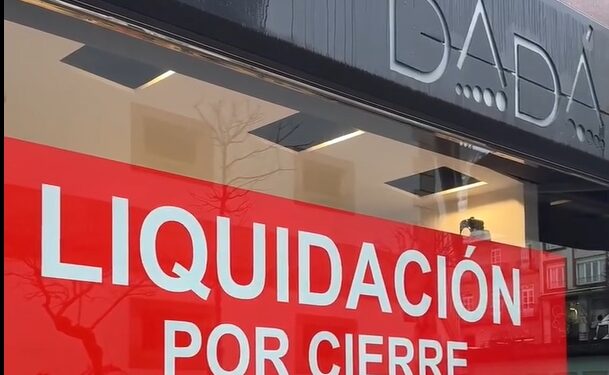 DADÁ
LIQUIDACIÓN
POR CIERRE